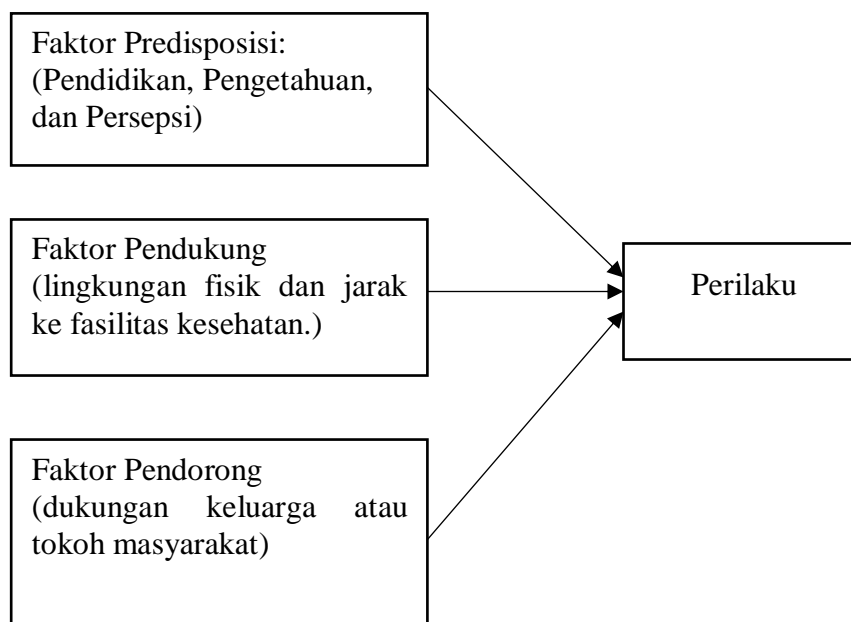 Faktor Predisposisi:
(Pendidikan, Pengetahuan,
dan Persepsi)
Faktor Pendukung
(lingkungan fisik dan jarak
ke fasilitas kesehatan.)
Perilaku
Faktor Pendorong
(dukungan keluarga atau
tokoh masyarakat)